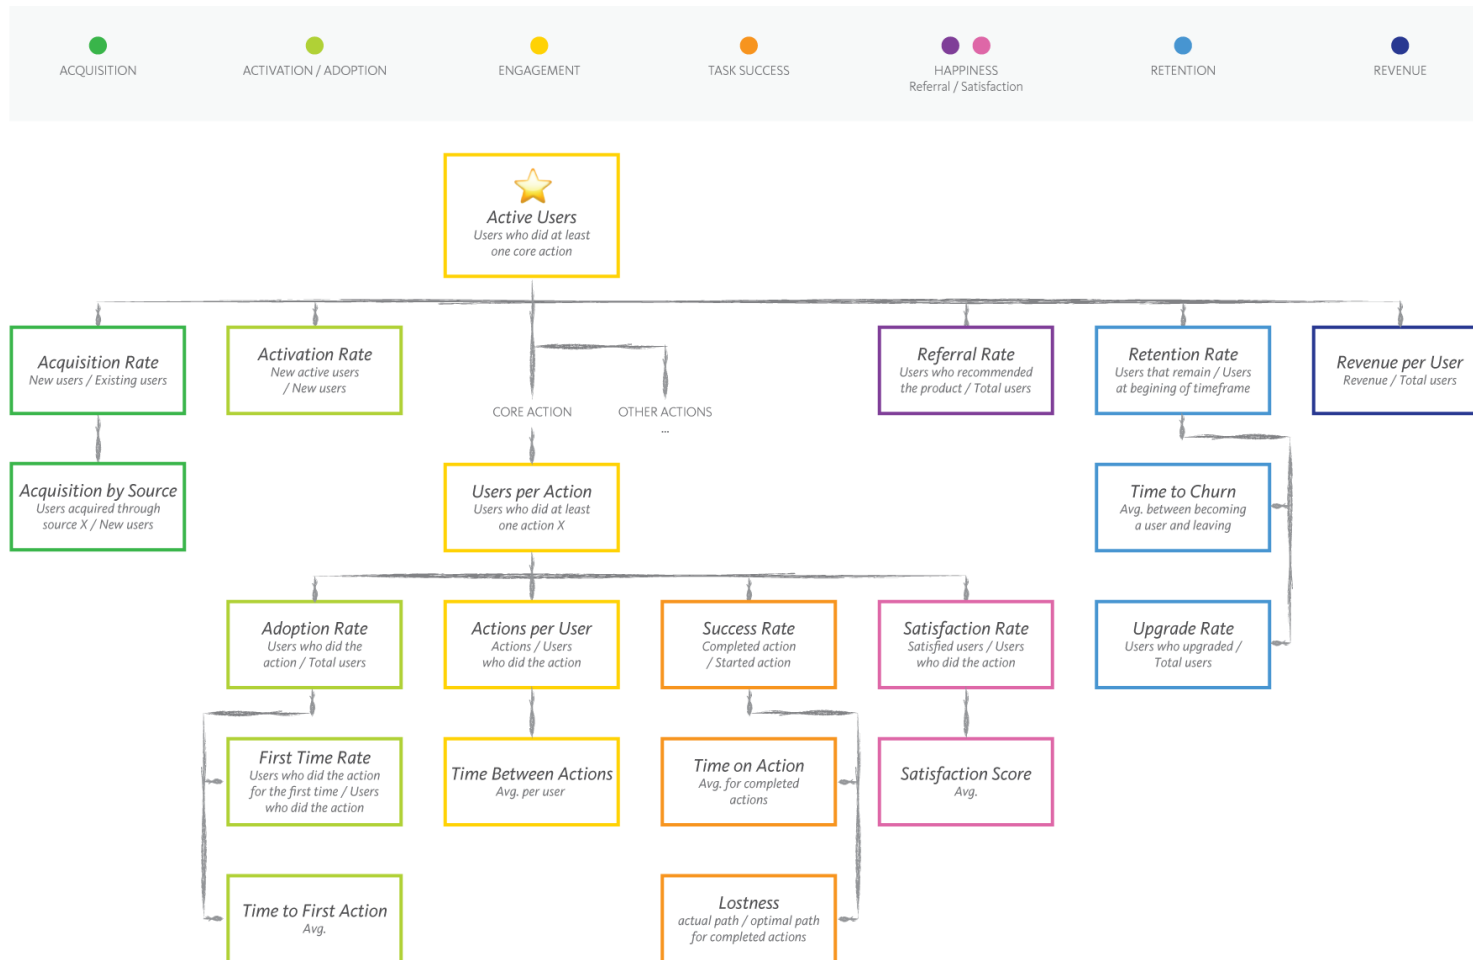 ACQUISITION
ACTIVATION / ADOPTION
ENGAGEMENT
TASK SUCCESS
HAPPINESS
Referral / Satisfaction
RETENTION
REVENUE
Active Users
Users who did at least
one core action
Acquisition Rate
New users / Existing users
Activation Rate
New active users
/ New users
CORE ACTION
OTHER ACTIONS
...
Referral Rate
Users who recommended
the product / Total users
Retention Rate
Users that remain / Users
at begining of timeframe
Revenue per User
Revenue / Total users
Acquisition by Source
Users acquired through
source X / New users
Users per Action
Users who did at least
one action X
Time to Churn
Avg. between becoming
a user and leaving
Adoption Rate
Users who did the
action / Total users
Actions per User
Actions / Users
who did the action
Success Rate
Completed action
/ Started action
Satisfaction Rate
Satisfied users / Users
who did the action
Upgrade Rate
Users who upgraded /
Total users
First Time Rate
Users who did the action
for the first time / Users
who did the action
Time Between Actions
Avg. per user
Time on Action
Avg. for completed
actions
Satisfaction Score
Avg.
Time to First Action
Avg.
Lostness
actual path / optimal path
for completed actions